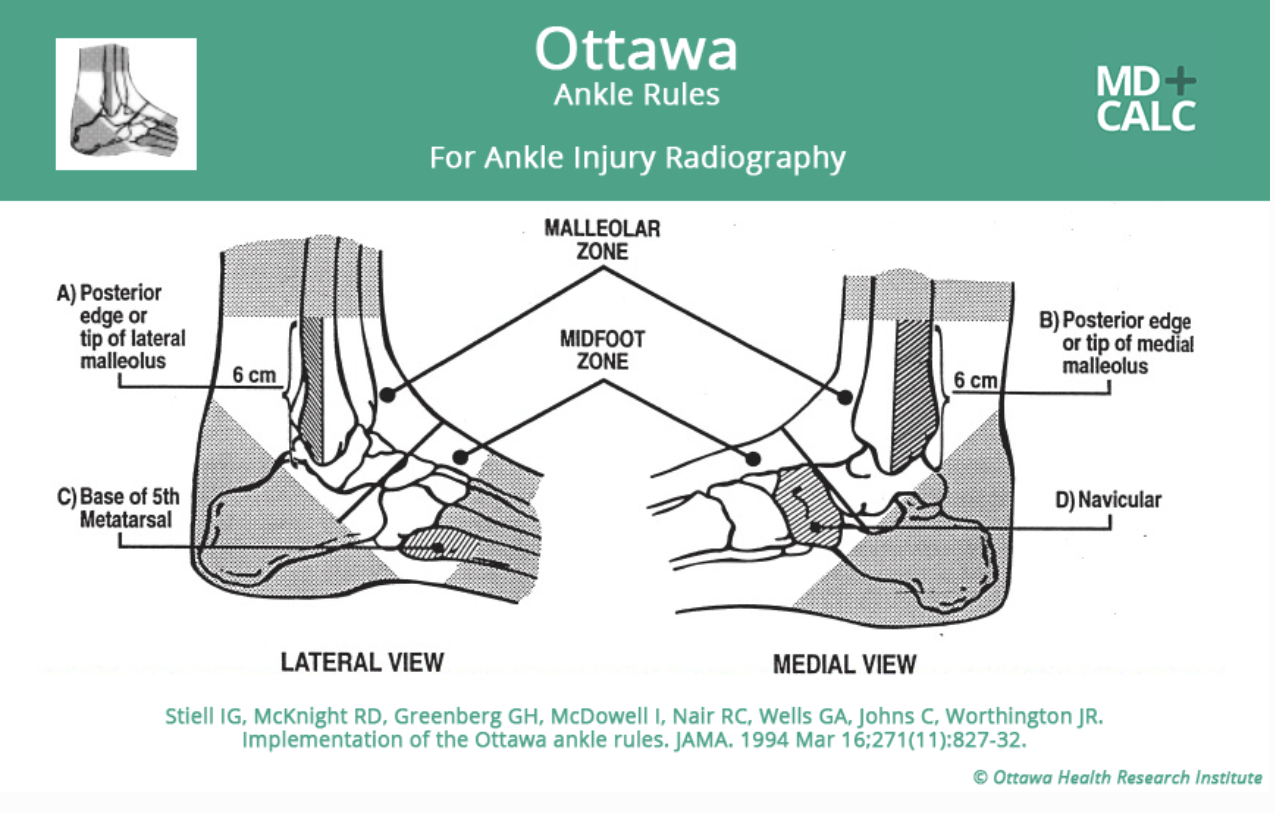 Ottawa
Ankle Rules
For Ankle Injury Radiography
MD+
CALC
MALLEOLAR
ZONE
A) Posterior
edge or
tip of lateral
malleolus
6 cm
MIDFOOT
ZONE
B) Posterior edge
or tip of medial
malleolus
6 cm
C) Base of 5th
Metatarsal
D) Navicular
LATERAL VIEW
MEDIAL VIEW
Stiell IG, McKnight RD, Greenberg GH, McDowell I, Nair RC, Wells GA, Johns C, Worthington JR.
Implementation of the Ottawa ankle rules. JAMA. 1994 Mar 16;271(11):827-32.
© Ottawa Health Research Institute